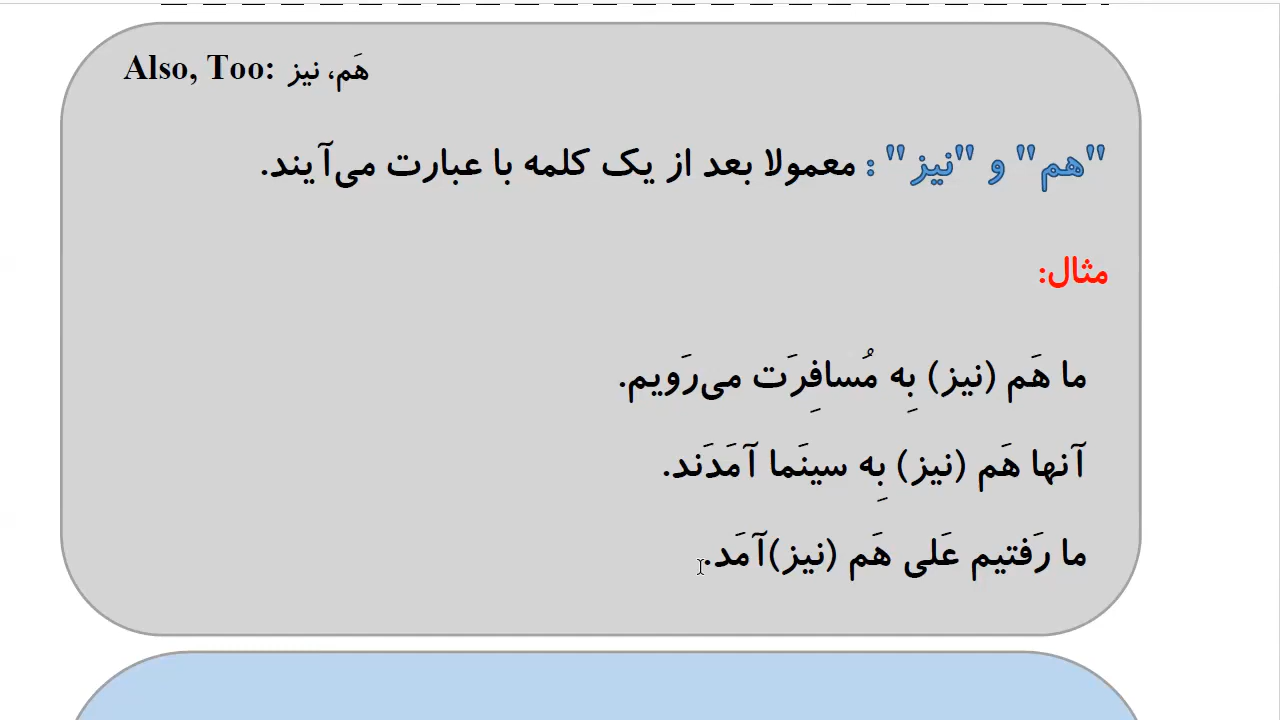 Also, Too: هَم، نیز
"هم" و "نیز" : معمولا بعد از یک کلمه با عبارت می‌آیند.
مثال:
ما هَم (نیز) بِه مُسافِرَت می‌رَویم.
آنها هَم (نیز) بِه سینَما آمَدَند.
ما رَفتیم عَلی هَم (نیز)آمَد.